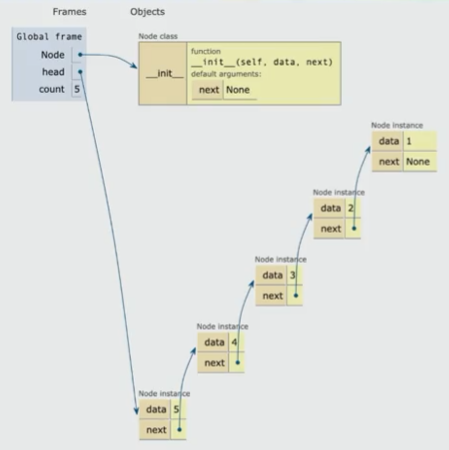 Frames Objects
Global frame
Node
head
count 5
Node class
__init__
function
__init__(self, data, next)
default arguments:
next None
Node instance
data 1
next None
Node instance
data 2
next
Node instance
data 3
next
Node instance
data 4
next
Node instance
data 5
next